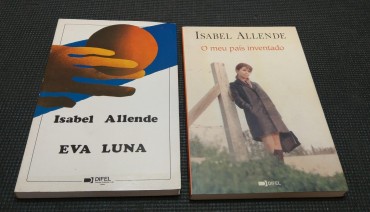 Isabel Allende
EVA LUNA
DIFEL
ISABEL ALLENDE
O meu país inventado
DIFEL